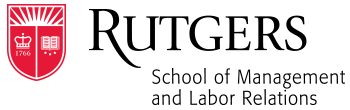 RUTGERS
1766
School of Management
and Labor Relations